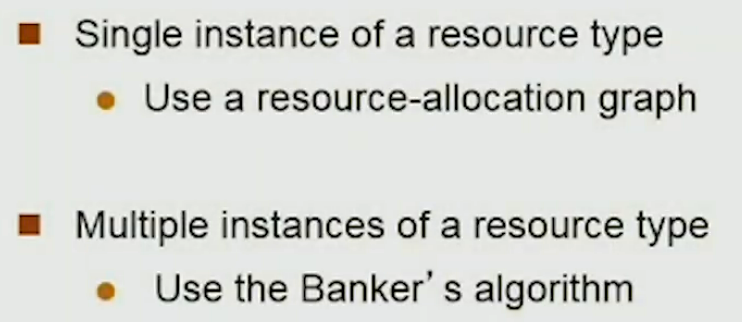 Single instance of a resource type
Use a resource-allocation graph
Multiple instances of a resource type
Use the Banker's algorithm